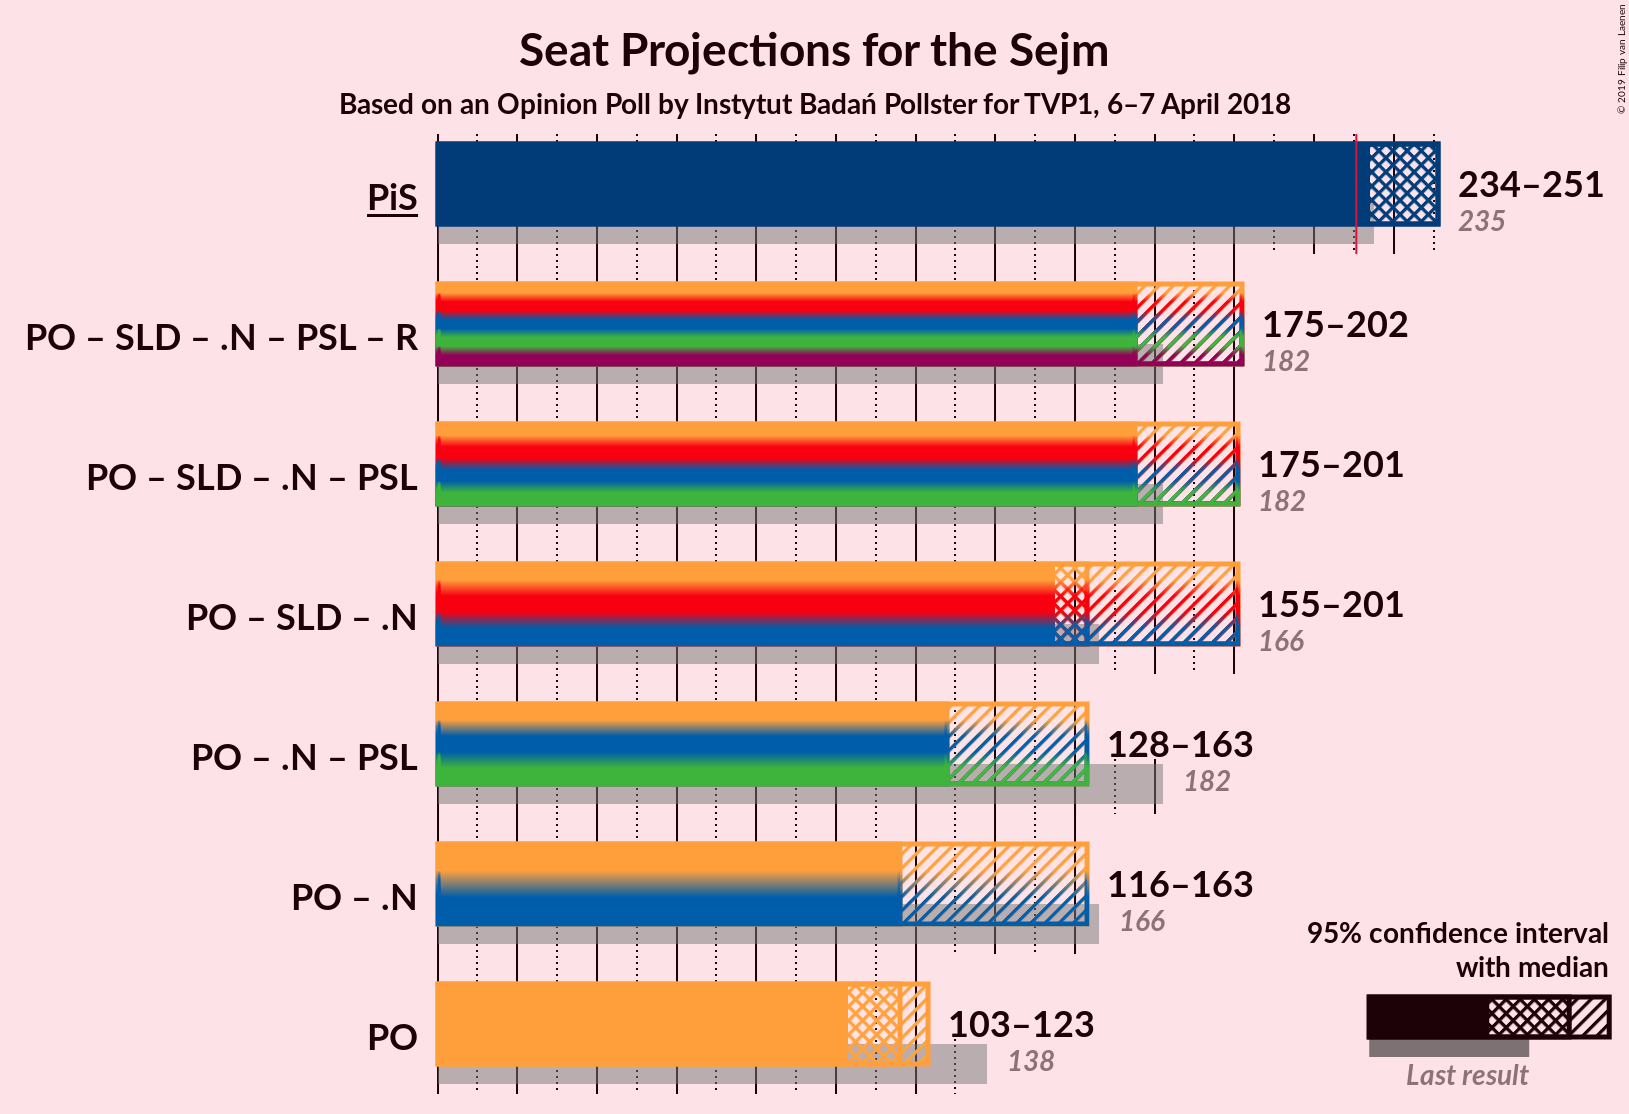 Seat Projections for the Sejm
Based on an Opinion Poll by Instytut Badań Pollster for TVP1, 6–7 April 2018
© 2019 Filip van Laenen
PiS
234–251
235
PO – SLD – .N – PSL – R
175–202
182
PO – SLD – .N – PSL
175–201
182
PO – SLD – .N
155–201
166
PO – .N – PSL
128–163
182
PO – .N
116–163
166
PO
103–123
138
95% confidence interval
with median
Last result